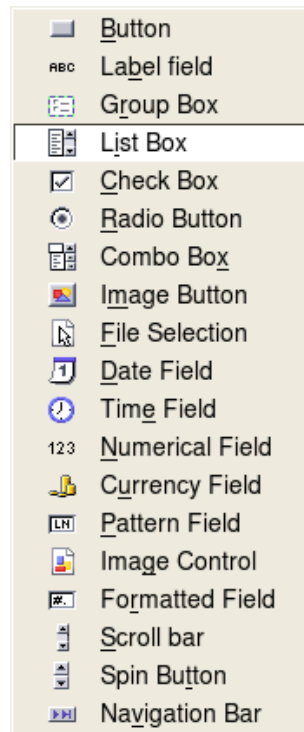 Button
ABC Label field
Group Box
List Box
Check Box
Radio Button
Combo Box
Image Button
File Selection
1 Date Field
Time Field
123 Numerical Field
Currency Field
LN Pattern Field
Image Control
#. Formatted Field
Scroll bar
Spin Button
Navigation Bar